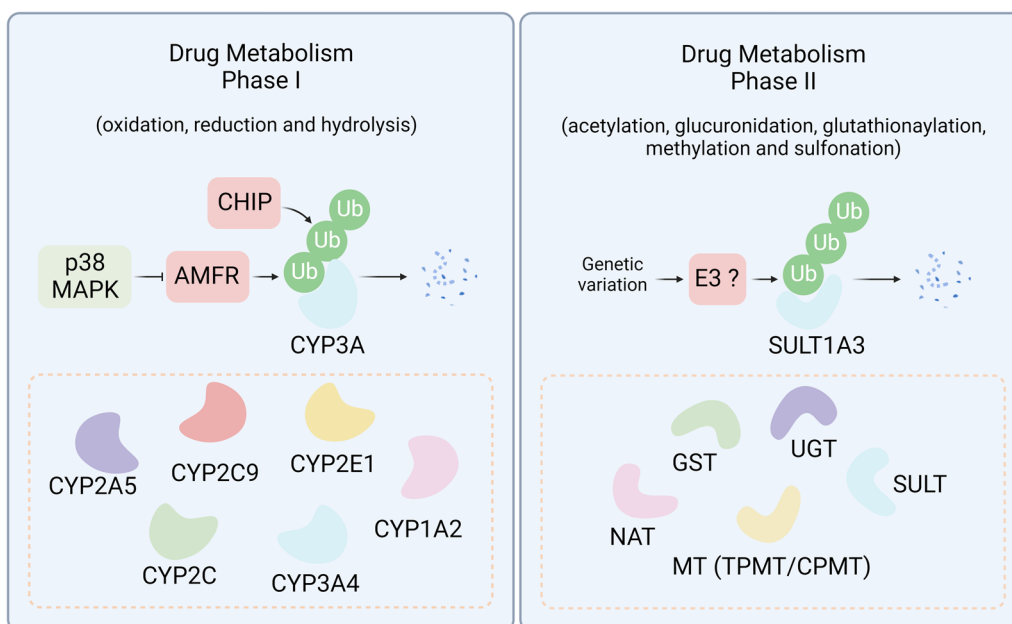 Drug Metabolism
Phase I
(oxidation, reduction and hydrolysis)
CHIP
Ub
Ub
Ub
p38
MAPK
AMFR
CYP3A
CYP2A5
CYP2C9
CYP2E1
CYP1A2
CYP2C
CYP3A4
Drug Metabolism
Phase II
(acetylation, glucuronidation, glutathionaylation,
methylation and sulfonation)
Ub
Ub
Ub
Genetic
variation
E3 ?
SULT1A3
GST
UGT
SULT
NAT
MT (TPMT/CPMT)